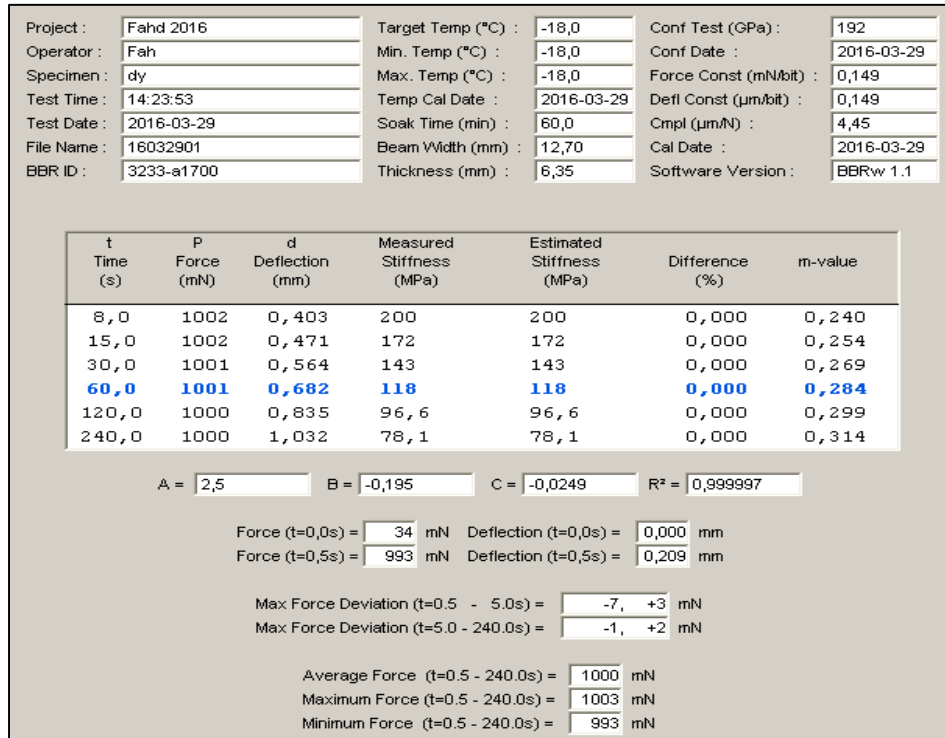 Project : Fahd 2016 Target Temp (°C) : -18,0 Conf Test (GPa) : 192
Operator : Fah Min. Temp (°C) : -18,0 Conf Date : 2016-03-29
Specimen : dy Max. Temp (°C) : -18,0 Force Const (mN/bit) : 0,149
Test Time : 14:23:53 Temp Cal Date : 2016-03-29 Defl Const (µm/bit) : 0,149
Test Date : 2016-03-29 Soak Time (min) : 60,0 Cmpl (µm/N) : 4,45
File Name : 16032901 Beam Width (mm) : 12,70 Cal Date : 2016-03-29
BBR ID : 3233-a1700 Thickness (mm) : 6,35 Software Version : BBRw 1.1
t P d Measured Estimated
Time Force Deflection Stiffness Stiffness Difference m-value
(s) (mN) (mm) (MPa) (MPa) (%)
8,0 1002 0,403 200 200 0,000 0,240
15,0 1002 0,471 172 172 0,000 0,254
30,0 1001 0,564 143 143 0,000 0,269
60,0 1001 0,682 118 118 0,000 0,284
120,0 1000 0,835 96,6 96,6 0,000 0,299
240,0 1000 1,032 78,1 78,1 0,000 0,314
A = 2,5 B = -0,195 C = -0,0249 R² = 0,999997
Force (t=0,0s) = 34 mN Deflection (t=0,0s) = 0,000 mm
Force (t=0,5s) = 993 mN Deflection (t=0,5s) = 0,209 mm
Max Force Deviation (t=0.5 - 5.0s) = -7, +3 mN
Max Force Deviation (t=5.0 - 240.0s) = -1, +2 mN
Average Force (t=0.5 - 240.0s) = 1000 mN
Maximum Force (t=0.5 - 240.0s) = 1003 mN
Minimum Force (t=0.5 - 240.0s) = 993 mN